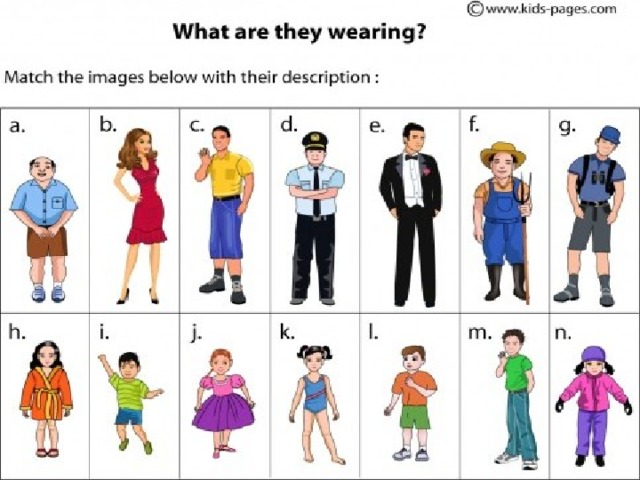 © www.kids-pages.com
What are they wearing?
Match the images below with their description :
a. b. c. d. e. f. g.
h. i. j. k. l. m. n.